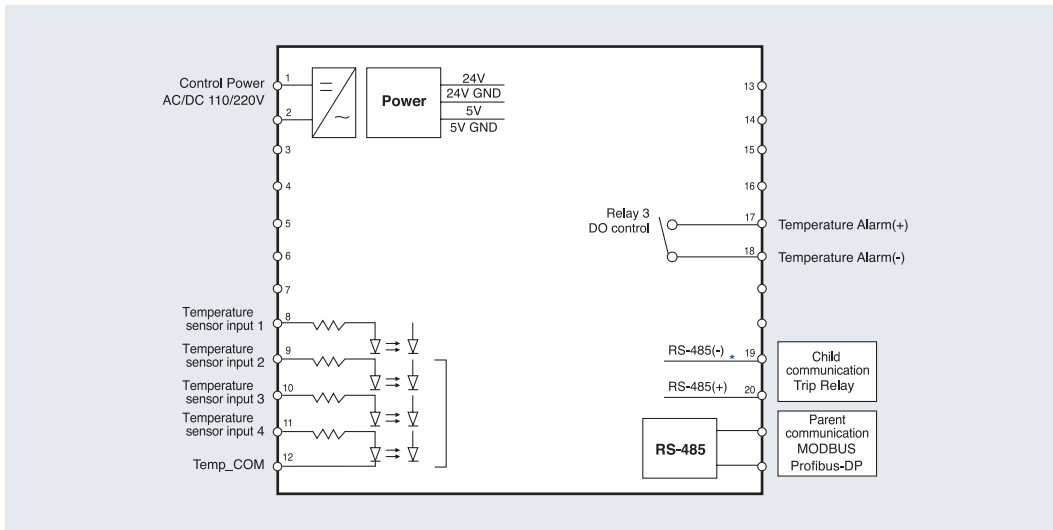 Control Power
AC/DC 110/220V
1
2
3
4
5
6
7
Power
24V
24V GND
5V
5V GND
Temperature
sensor input 1
8
Temperature
sensor input 2
9
Temperature
sensor input 3
10
Temperature
sensor input 4
11
Temp_COM
12
13
14
15
16
Relay 3
DO control
17
Temperature Alarm(+)
18
Temperature Alarm(-)
RS-485(-) * 19
RS-485(+) 20
Child
communication
Trip Relay
RS-485
Parent
communication
MODBUS
Profibus-DP